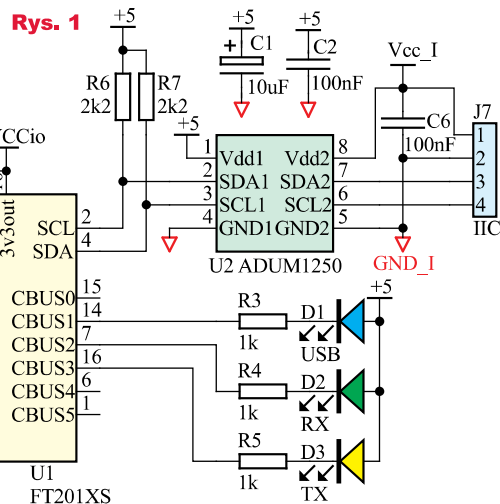 Rys. 1
+5
+5
+5
C1
+
10uF
C2
100nF
Vcc_I
R6
2k2
R7
2k2
C6
100nF
J7
1
2
3
4
IIC
+5
1
2
3
4
Vdd1
SDA1
SCL1
GND1
Vdd2
SDA2
SCL2
GND2
8
7
6
5
U2 ADUM1250
GND_I
CCio
3v3out
SCL
2
SDA
4
CBUS0
15
CBUS1
14
CBUS2
7
CBUS3
16
CBUS4
6
CBUS5
1
U1
FT201XS
+5
R3
1k
D1
USB
R4
1k
D2
RX
R5
1k
D3
TX